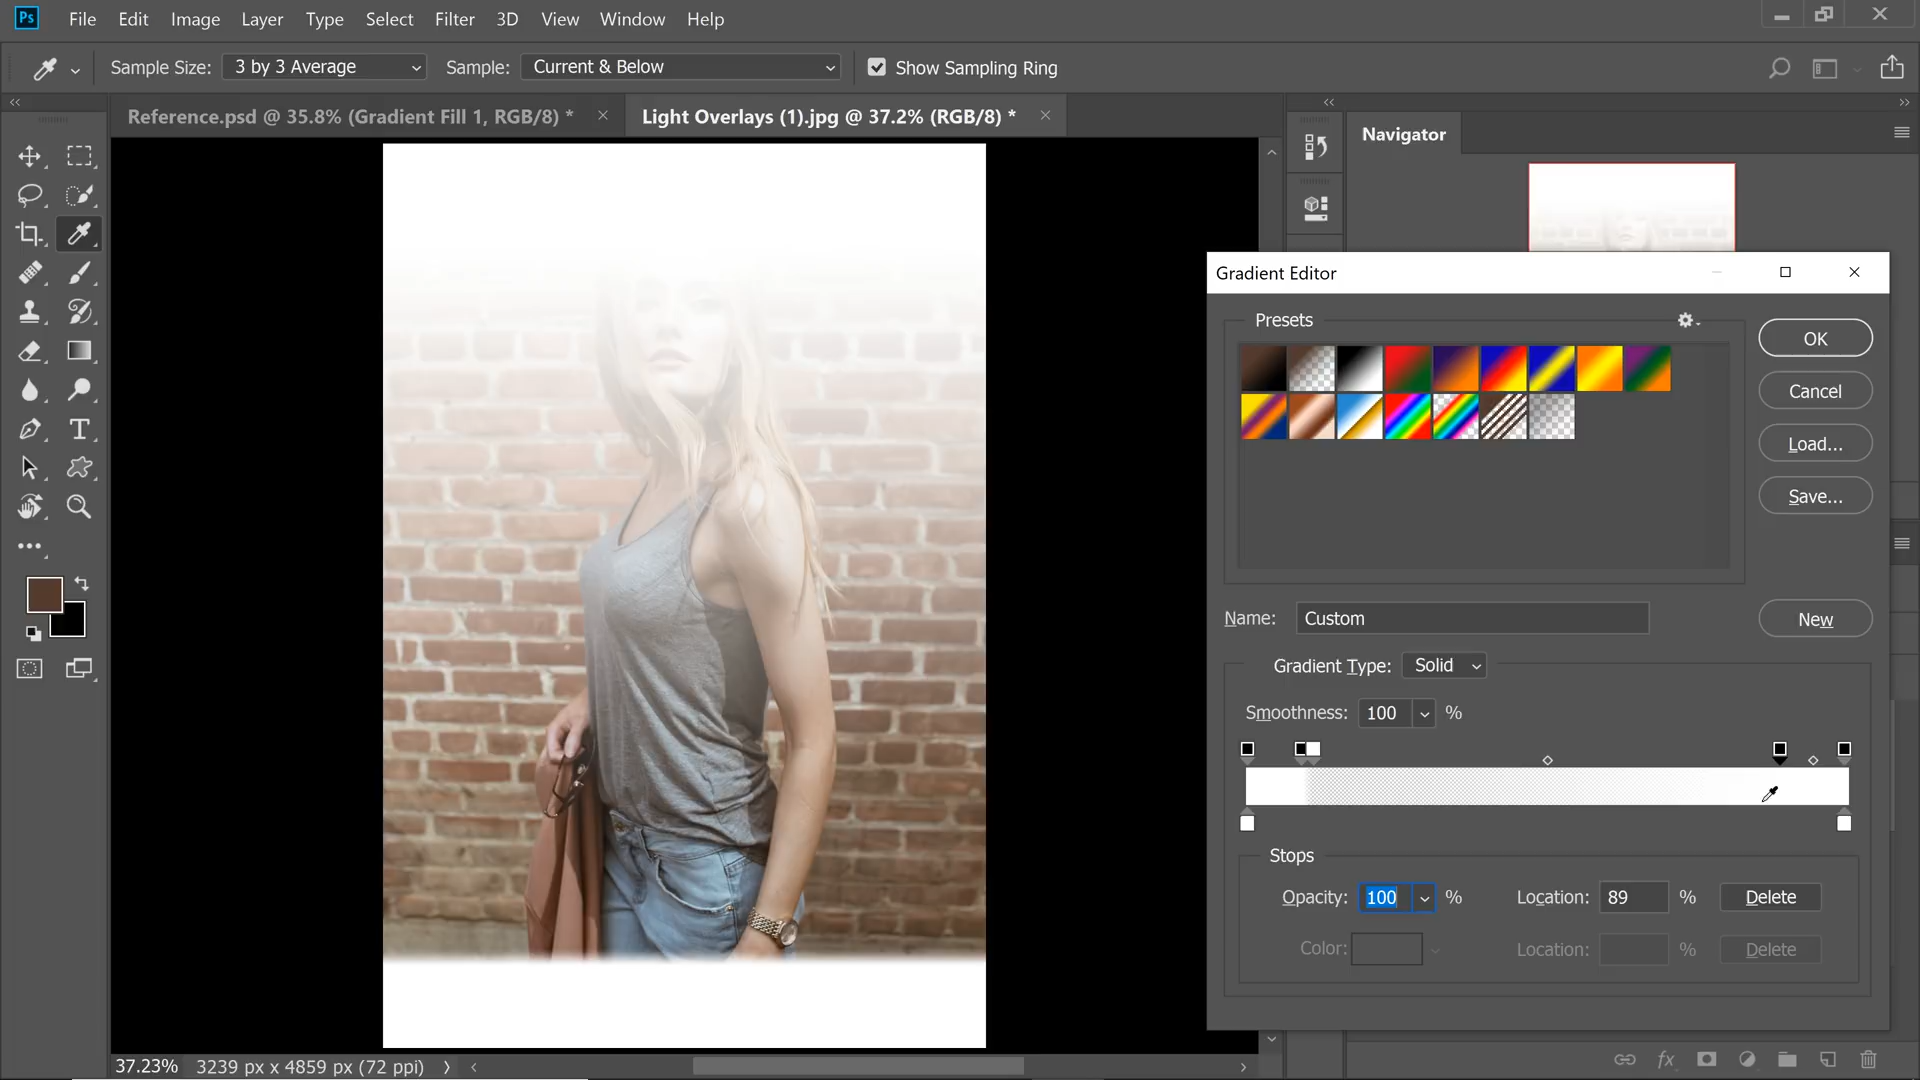 Ps File Edit Image Layer Type Select Filter 3D View Window Help
Sample Size: 3 by 3 Average Sample: Current & Below Show Sampling Ring
Reference.psd @ 35.8% (Gradient Fill 1, RGB/8) * Light Overlays (1).jpg @ 37.2% (RGB/8) *
Navigator
Gradient Editor
Presets
OK
Cancel
Load...
Save...
Name: Custom New
Gradient Type: Solid
Smoothness: 100 %
Stops
Opacity: 100 % Location: 89 % Delete
Color: Location: % Delete
37.23% 3239 px x 4859 px (72 ppi)
fx